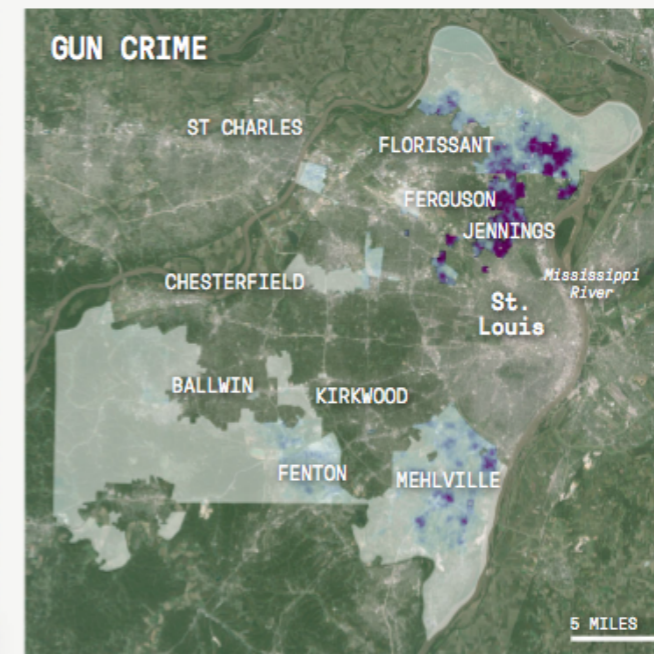 GUN CRIME
ST CHARLES
FLORISSANT
FERGUSON
JENNINGS
Mississippi
River
CHESTERFIELD
St.
Louis
BALLWIN
KIRKWOOD
FENTON
MEHLVILLE
5 MILES